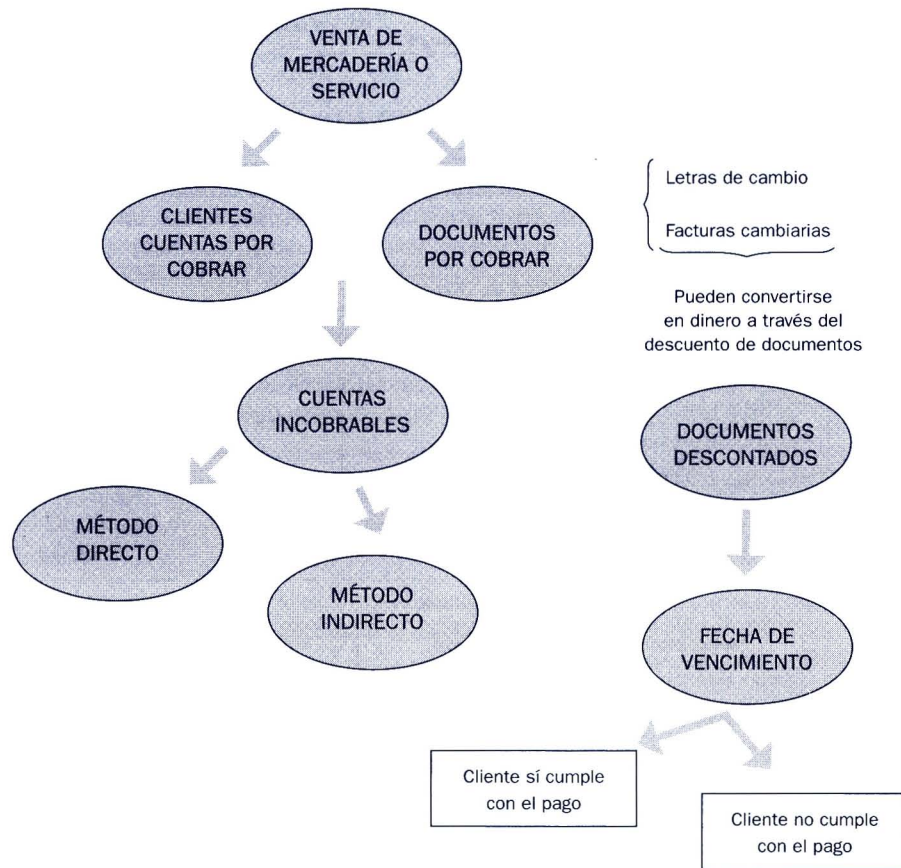 VENTA DE
MERCADERÍA O
SERVICIO
CLIENTES
CUENTAS POR
COBRAR
DOCUMENTOS
POR COBRAR
Letras de cambio
Facturas cambiarias
Pueden convertirse
en dinero a través del
descuento de documentos
CUENTAS
INCOBRABLES
DOCUMENTOS
DESCONTADOS
MÉTODO
DIRECTO
MÉTODO
INDIRECTO
FECHA DE
VENCIMIENTO
Cliente sí cumple
con el pago
Cliente no cumple
con el pago